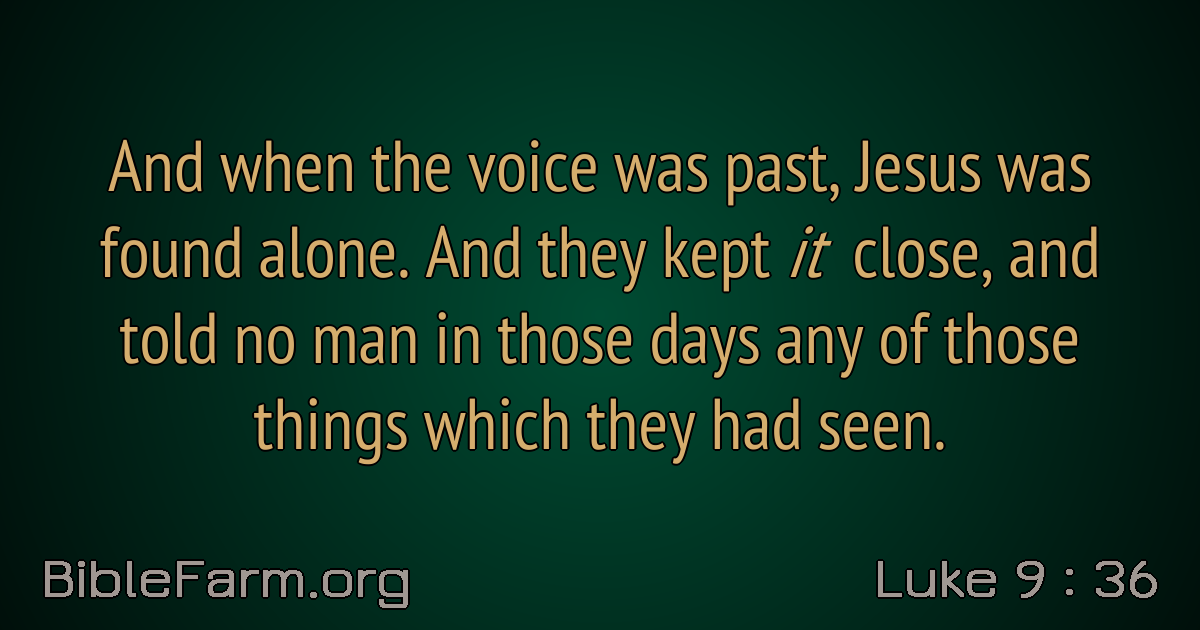 And when the voice was past, Jesus was
found alone. And they kept it close, and
told no man in those days any of those
things which they had seen.
BibleFarm.org
Luke 9 : 36